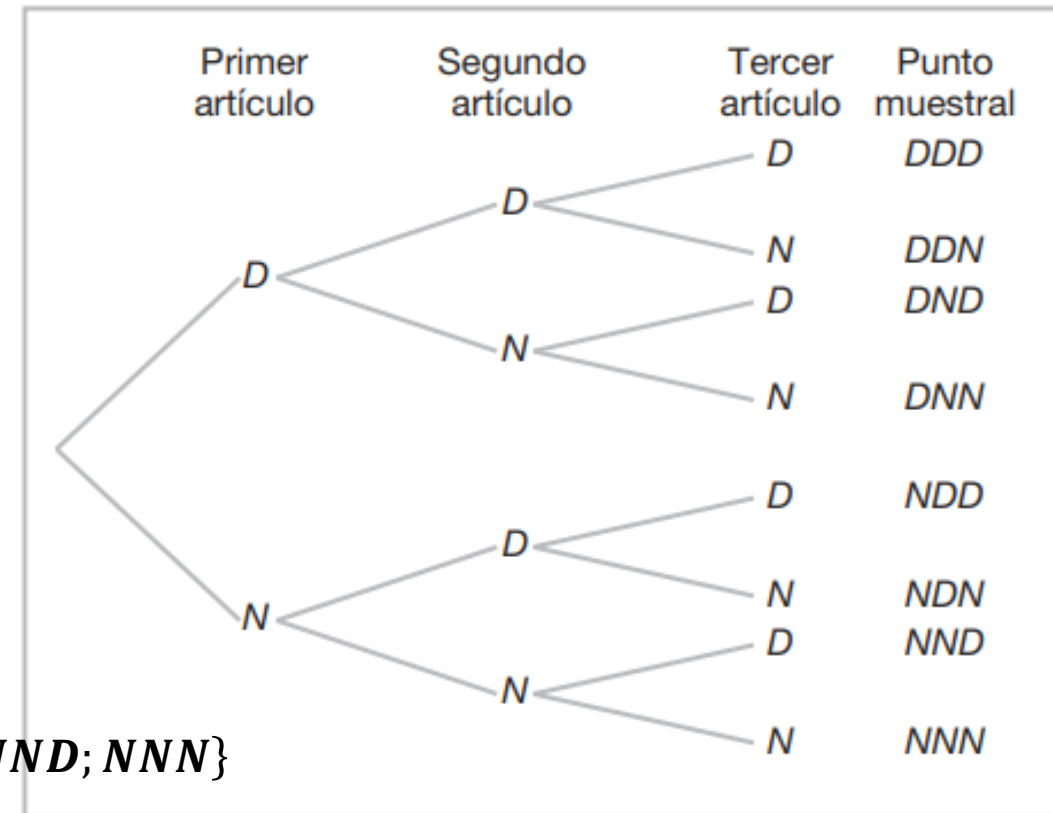 Primer artículo
Segundo artículo
Tercer artículo
Punto muestral
D DDD
D
N DDN
D
D DND
N
N DNN
D NDD
D
N NDN
N
D NND
N
N NNN
ND; NNN}